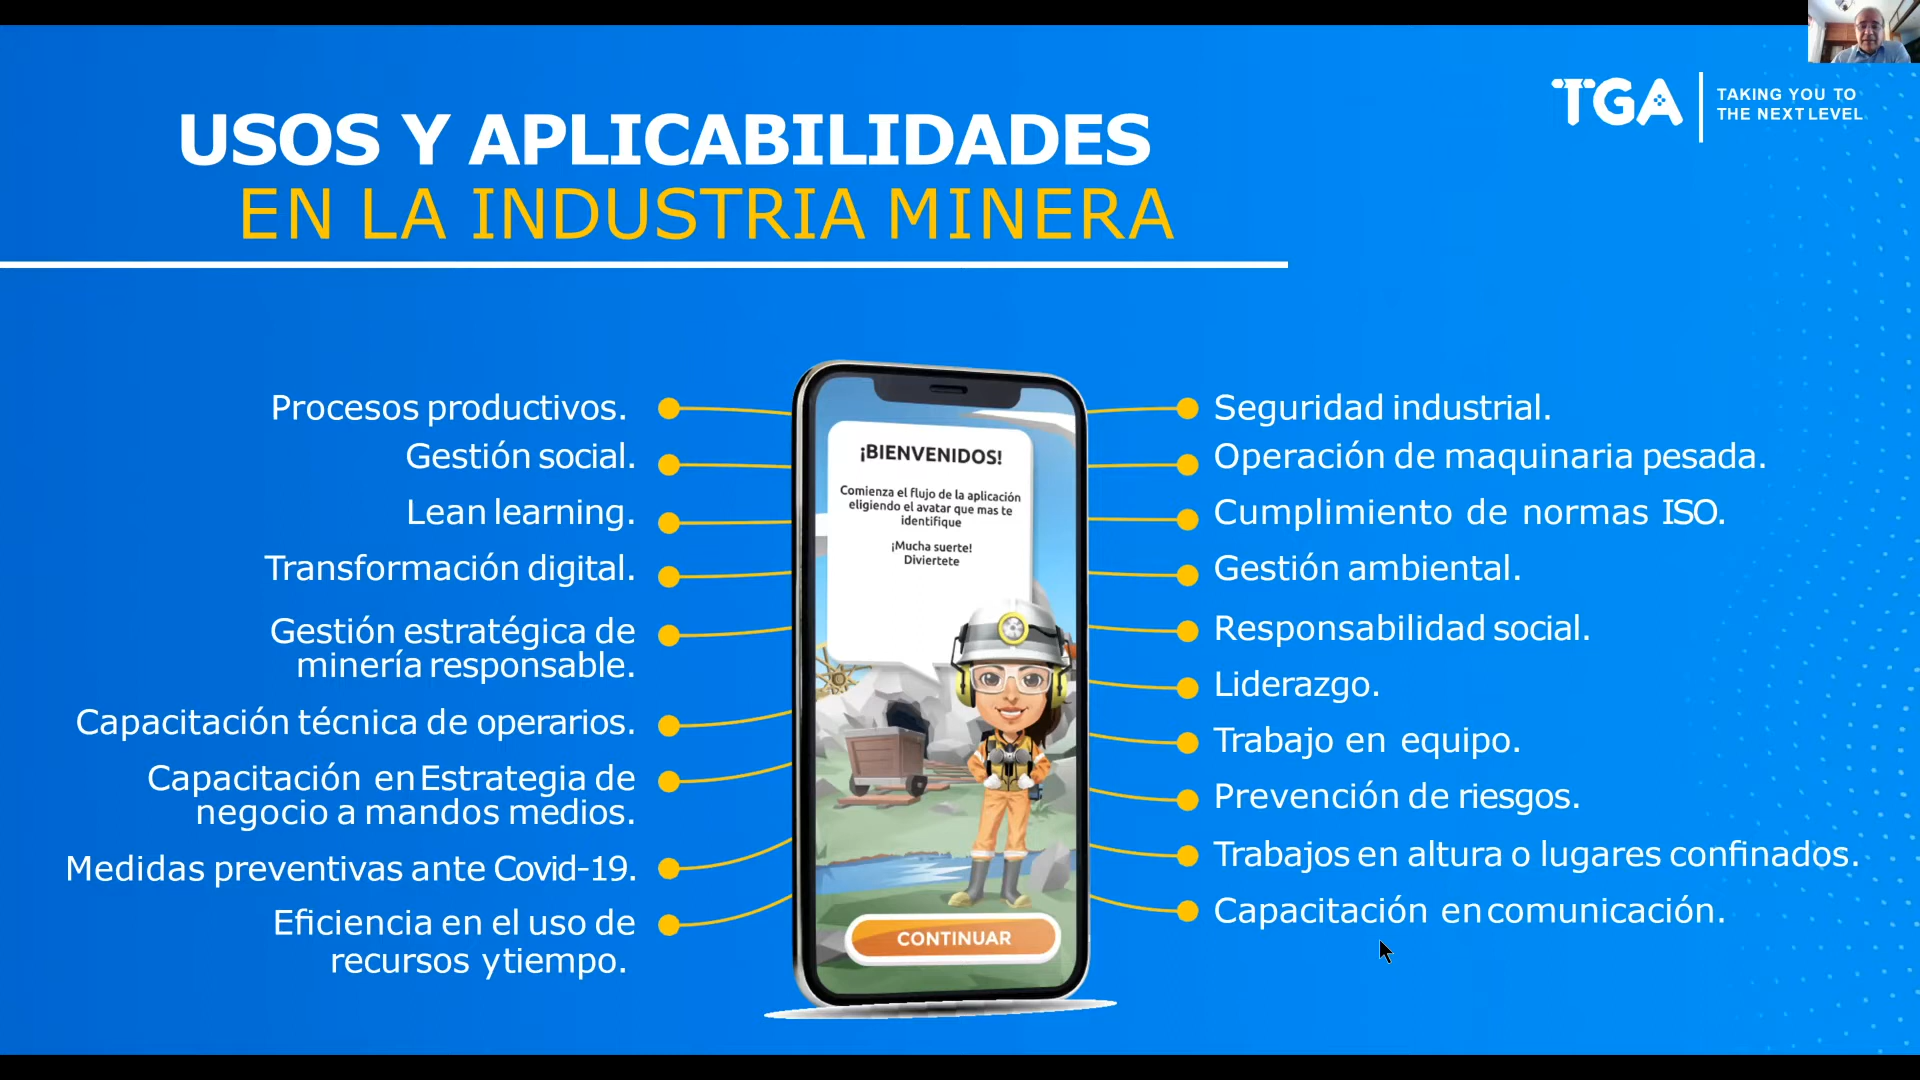 TGA
TAKING YOU TO
THE NEXT LEVEL
USOS Y APLICABILIDADES
EN LA INDUSTRIA MINERA
Procesos productivos.
Gestión social.
Lean learning.
Transformación digital.
Gestión estratégica de
minería responsable.
Capacitación técnica de operarios.
Capacitación en Estrategia de
negocio a mandos medios.
Medidas preventivas ante Covid-19.
Eficiencia en el uso de
recursos y tiempo.
¡BIENVENIDOS!
Comienza el flujo de la aplicación
eligiendo el avatar que mas te
identifique
¡Mucha suerte!
Diviertete
CONTINUAR
Seguridad industrial.
Operación de maquinaria pesada.
Cumplimiento de normas ISO.
Gestión ambiental.
Responsabilidad social.
Liderazgo.
Trabajo en equipo.
Prevención de riesgos.
Trabajos en altura o lugares confinados.
Capacitación en comunicación.